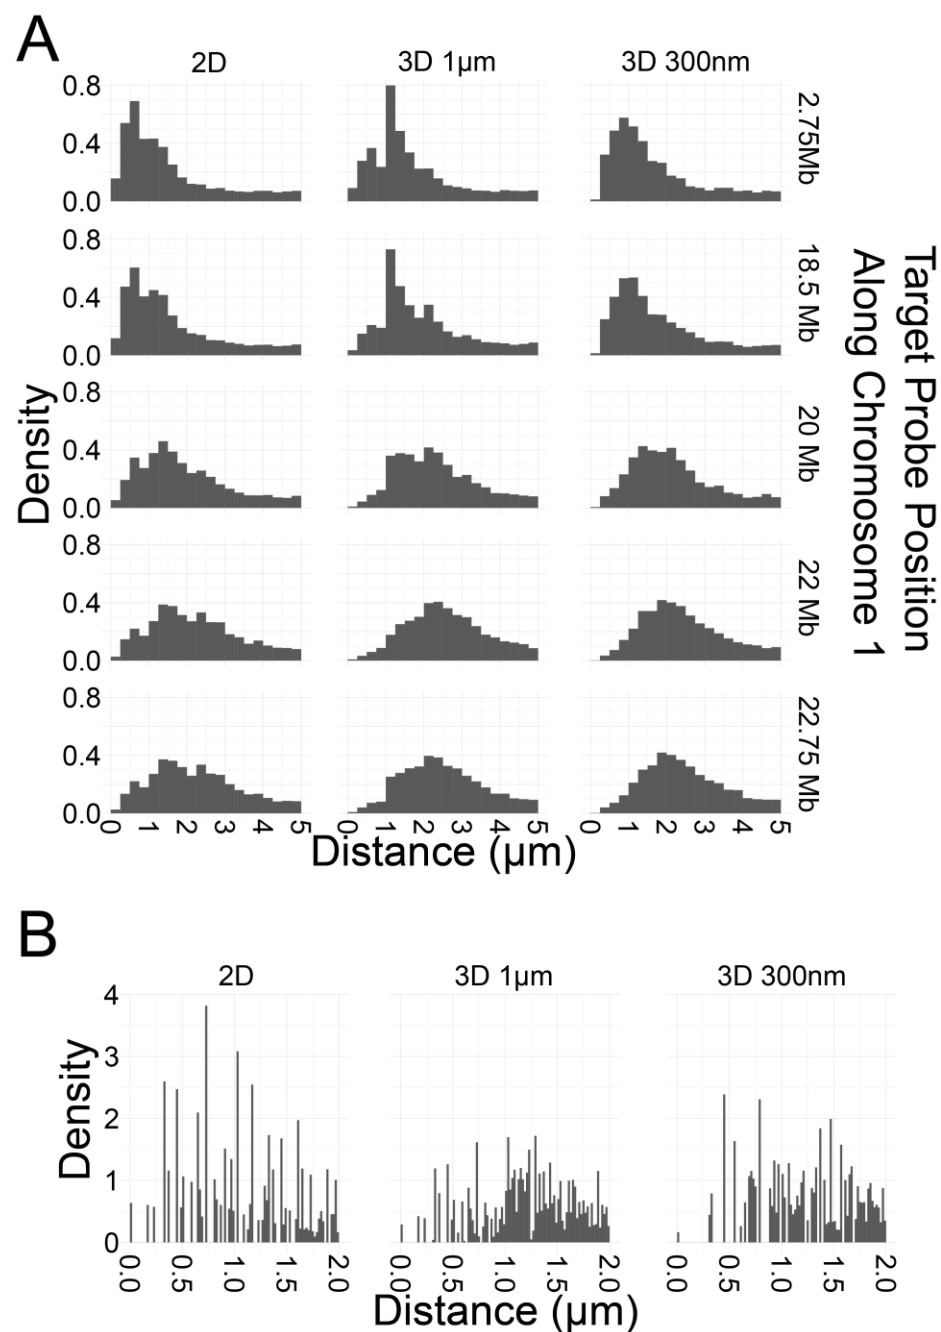 A
2D
3D 1µm
3D 300nm
0.8
0.4
0.0
2.75Mb
0.8
0.4
0.0
18.5 Mb
0.8
0.4
0.0
20 Mb
0.8
0.4
0.0
22 Mb
0.8
0.4
0.0
22.75 Mb
Density
Target Probe Position
Along Chromosome 1
0 1 2 3 4 5
0 1 2 3 4 5
0 1 2 3 4 5
Distance (µm)
B
2D
3D 1µm
3D 300nm
4
3
2
1
0
Density
0.0 0.5 1.0 1.5 2.0
0.0 0.5 1.0 1.5 2.0
0.0 0.5 1.0 1.5 2.0
Distance (µm)